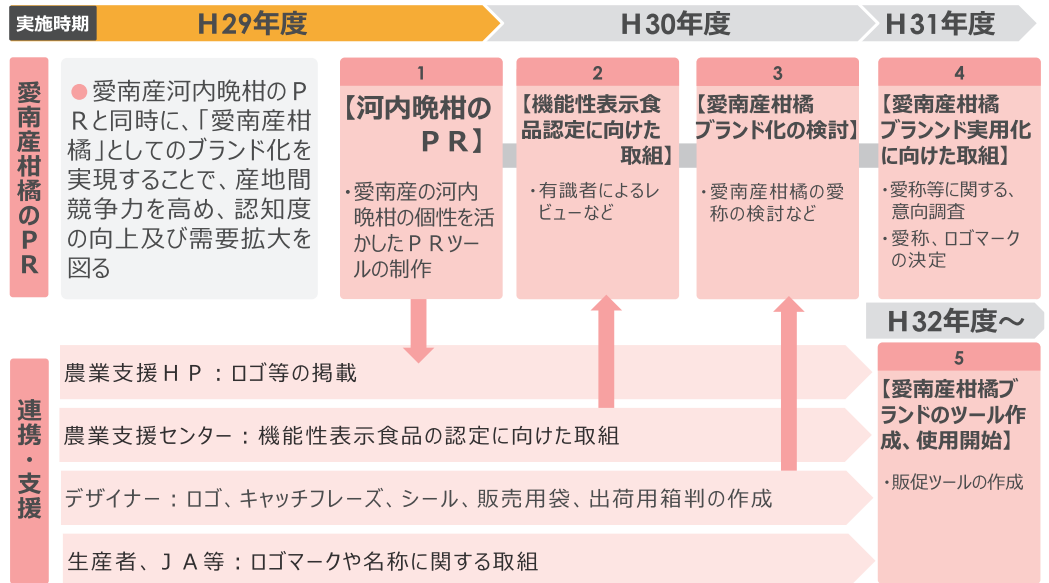 実施時期
H29年度
H30年度
H31年度
愛南産柑橘のPR
●愛南産河内晩柑のP
Rと同時に、「愛南産柑
橘」としてのブランド化を
実現することで、産地間
競争力を高め、認知度
の向上及び需要拡大を
図る
1
【河内晩柑の
PR】
・愛南産の河内
晩柑の個性を活
かしたPRツー
ルの制作
2
【機能性表示食
品認定に向けた
取組】
・有識者によるレ
ビューなど
3
【愛南産柑橘
ブランド化の検討】
・愛南産柑橘の愛
称の検討など
4
【愛南産柑橘
ブランンド実用化
に向けた取組】
・愛称等に関する、
意向調査
・愛称、ロゴマーク
の決定
H32年度～
連携・支援
農業支援HP：ロゴ等の掲載
農業支援センター：機能性表示食品の認定に向けた取組
デザイナー：ロゴ、キャッチフレーズ、シール、販売用袋、出荷用箱判の作成
生産者、JA等：ロゴマークや名称に関する取組
5
【愛南産柑橘ブ
ランドのツール作
成、使用開始】
・販促ツールの作成